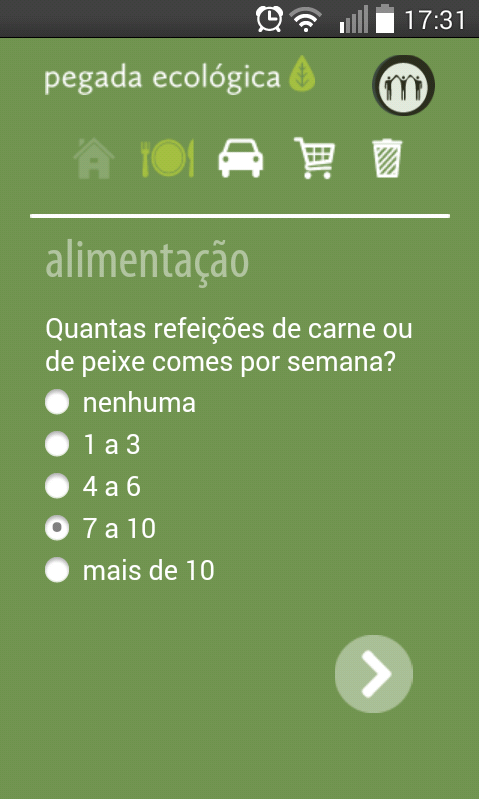 17:31
pegada ecológica
alimentação
Quantas refeições de carne ou
de peixe comes por semana?
nenhuma
1 a 3
4 a 6
7 a 10
mais de 10